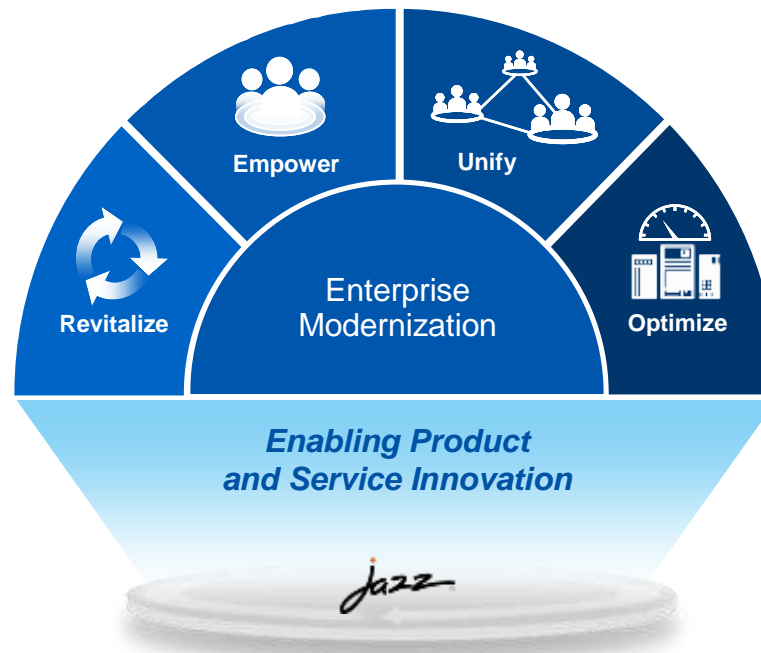 Empower
Unify
Revitalize
Optimize
Enterprise
Modernization
Enabling Product
and Service Innovation
jazz